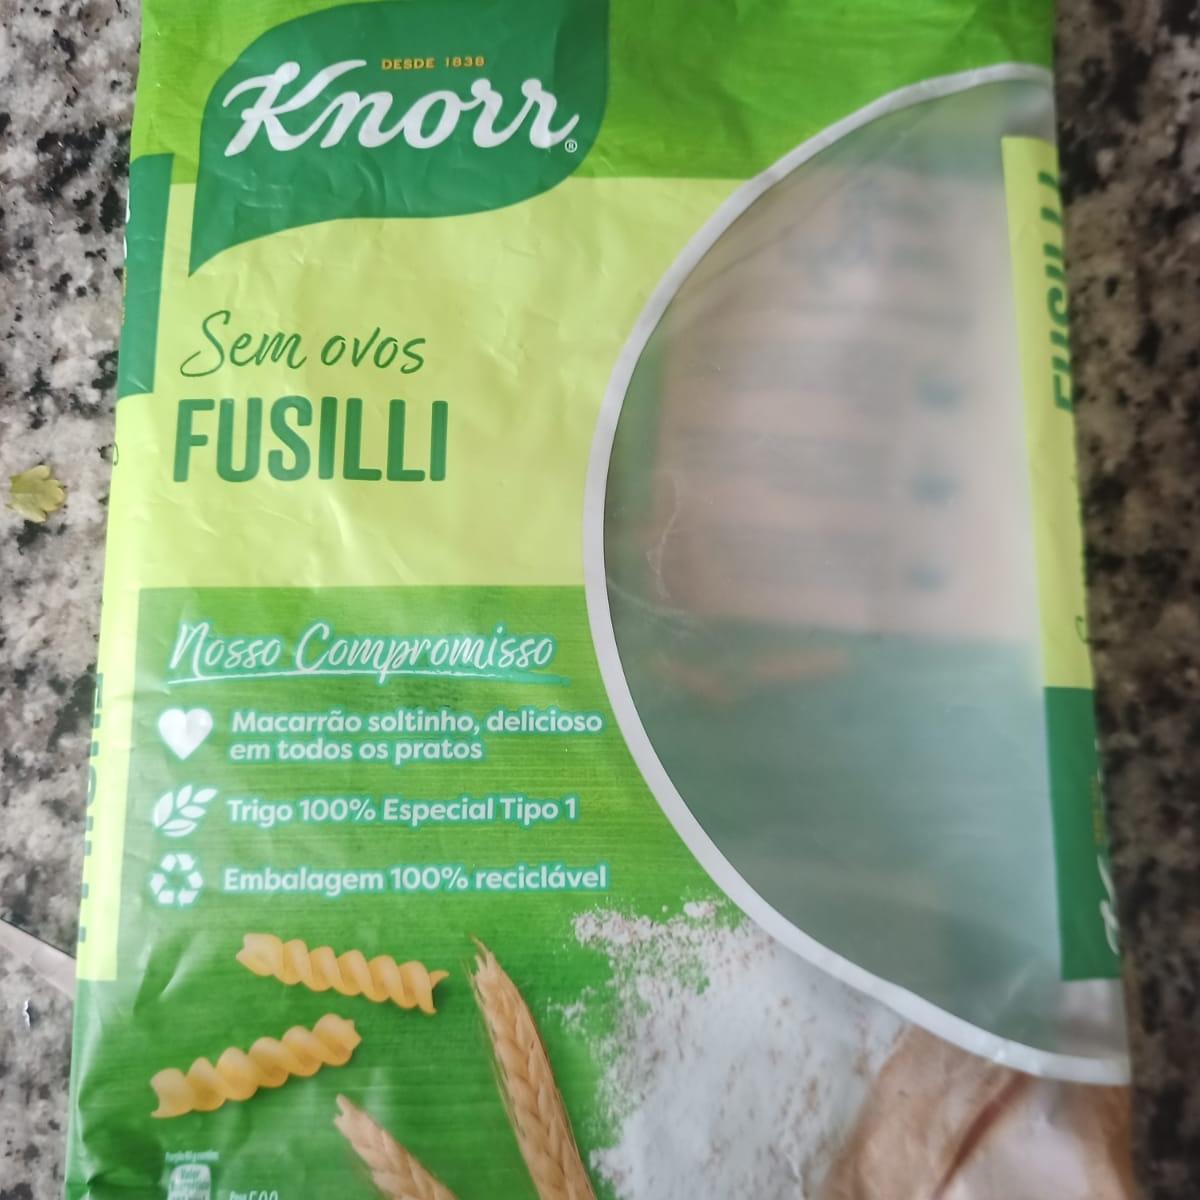 DESDE 1838
Knorr®
Sem ovos
FUSILLI
FUSILLI
Nosso Compromisso
Macarrão soltinho, delicioso
em todos os pratos
Trigo 100% Especial Tipo 1
Embalagem 100% reciclável
Valor